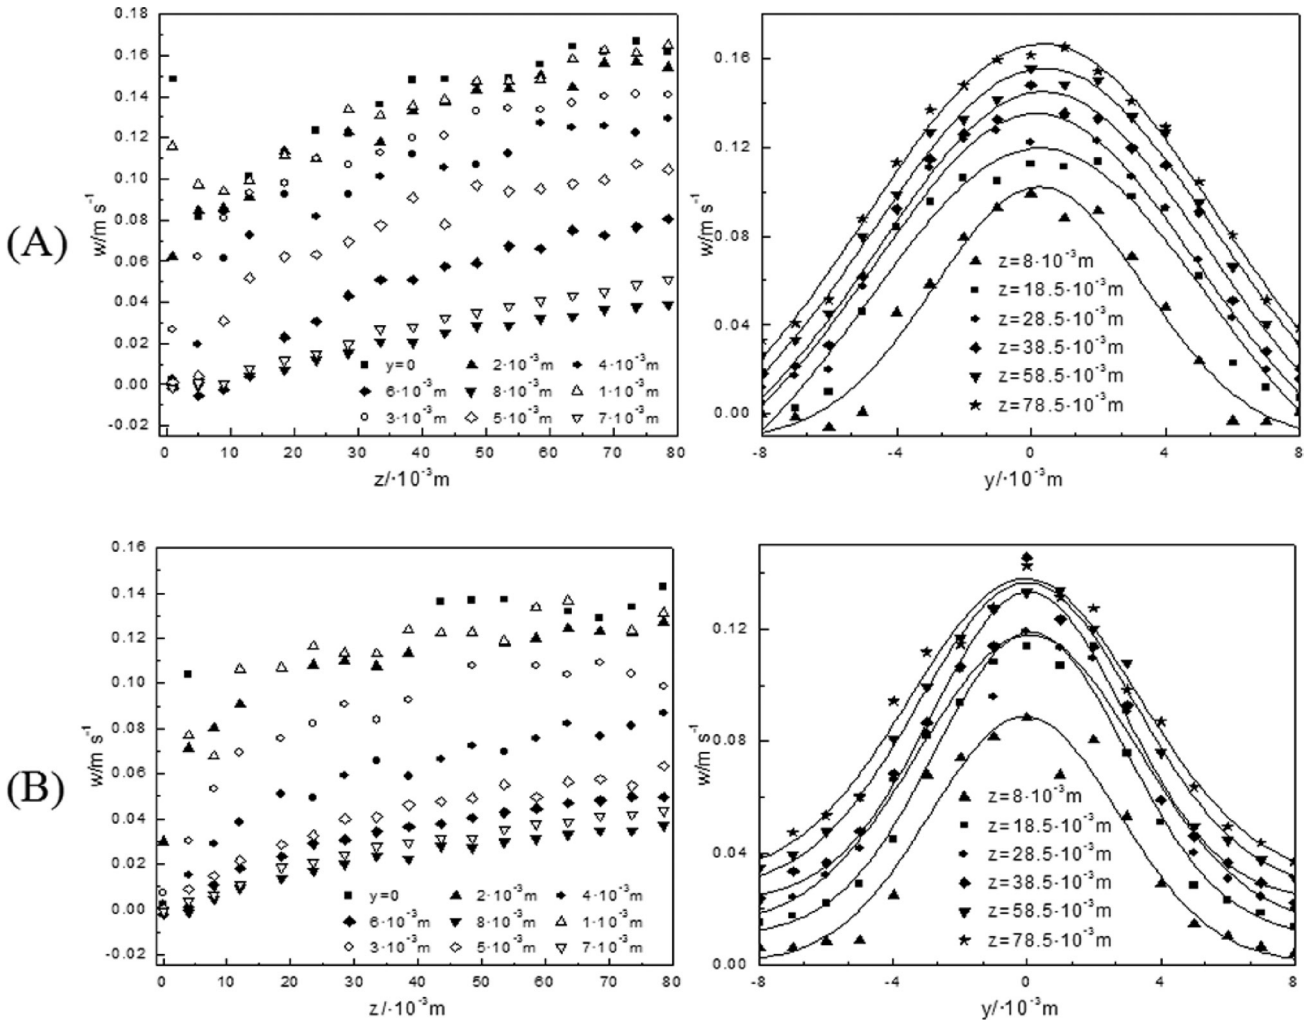 (A)
0.18
0.16
0.14
0.12
0.10
0.08
0.06
0.04
0.02
0.00
-0.02
w/m s⁻¹
y=0 2·10⁻³m 4·10⁻³m
6·10⁻³m 8·10⁻³m 1·10⁻³m
3·10⁻³m 5·10⁻³m 7·10⁻³m
0 10 20 30 40 50 60 70 80
z/·10⁻³m
0.16
0.12
0.08
0.04
0.00
w/m s⁻¹
z=8·10⁻³m
z=18.5·10⁻³m
z=28.5·10⁻³m
z=38.5·10⁻³m
z=58.5·10⁻³m
z=78.5·10⁻³m
-8 -4 0 4 8
y/·10⁻³m
(B)
0.16
0.14
0.12
0.10
0.08
0.06
0.04
0.02
0.00
-0.02
w/m s⁻¹
y=0 2·10⁻³m 4·10⁻³m
6·10⁻³m 8·10⁻³m 1·10⁻³m
3·10⁻³m 5·10⁻³m 7·10⁻³m
0 10 20 30 40 50 60 70 80
z/·10⁻³m
0.12
0.08
0.04
0.00
w/m s⁻¹
z=8·10⁻³m
z=18.5·10⁻³m
z=28.5·10⁻³m
z=38.5·10⁻³m
z=58.5·10⁻³m
z=78.5·10⁻³m
-8 -4 0 4 8
y/·10⁻³m